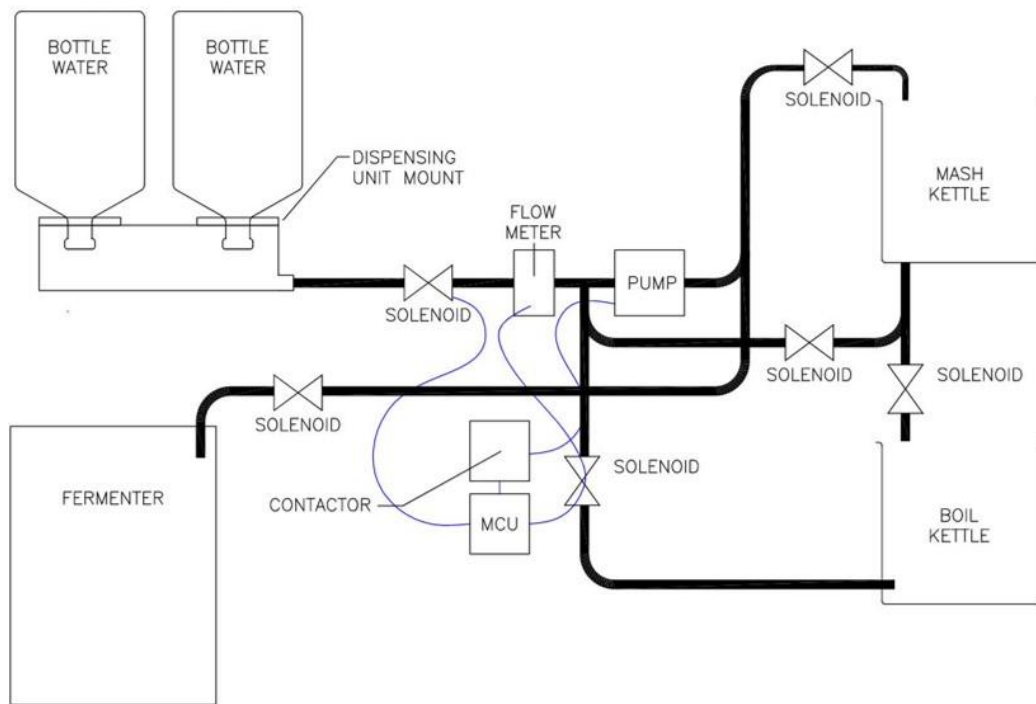 BOTTLE
WATER
BOTTLE
WATER
DISPENSING
UNIT MOUNT
SOLENOID
MASH
KETTLE
FLOW
METER
PUMP
SOLENOID
SOLENOID
SOLENOID
SOLENOID
FERMENTER
CONTACTOR
MCU
SOLENOID
BOIL
KETTLE